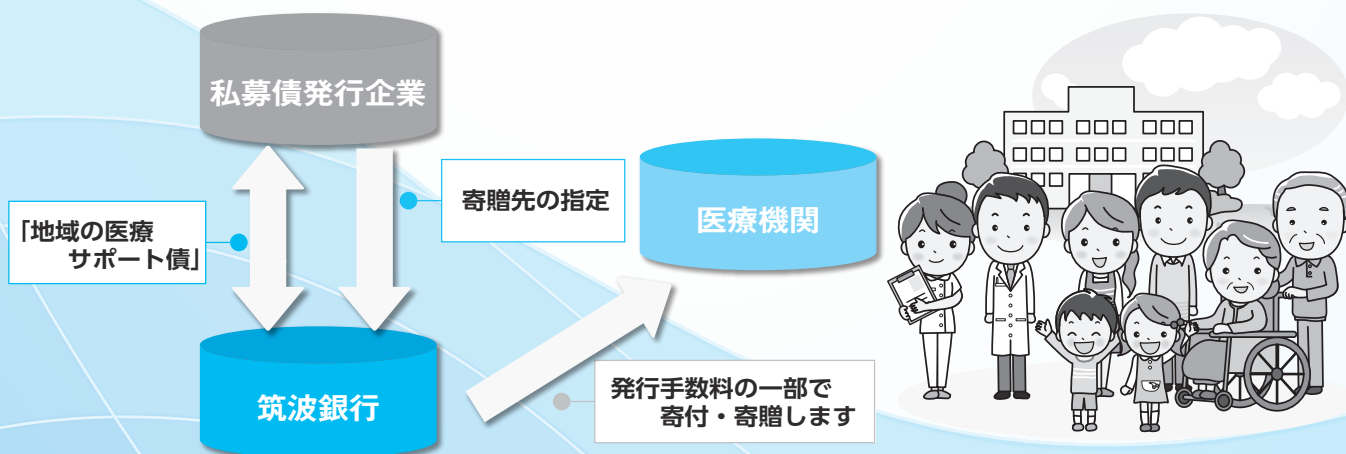 私募債発行企業
寄贈先の指定
医療機関
「地域の医療
サポート債」
筑波銀行
発行手数料の一部で
寄付・寄贈します